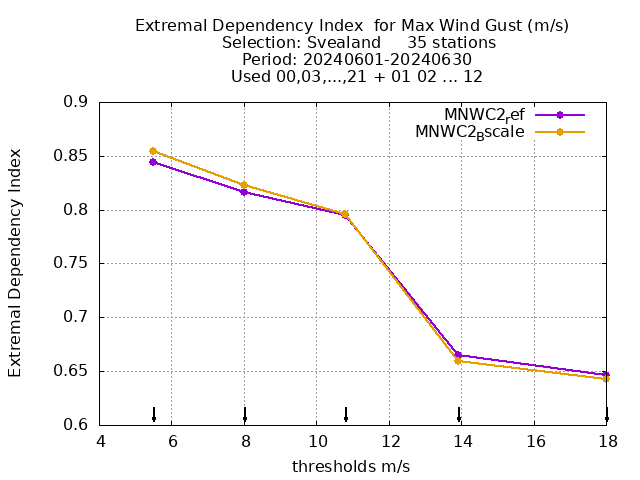 Extremal Dependency Index  for Max Wind Gust (m/s)
Selection: Svealand     35 stations
Period: 20240601-20240630
Used 00,03,...,21 + 01 02 ... 12
MNWC2ref
MNWC2Bscale
Extremal Dependency Index
0.9
0.85
0.8
0.75
0.7
0.65
0.6
4 6 8 10 12 14 16 18
thresholds m/s